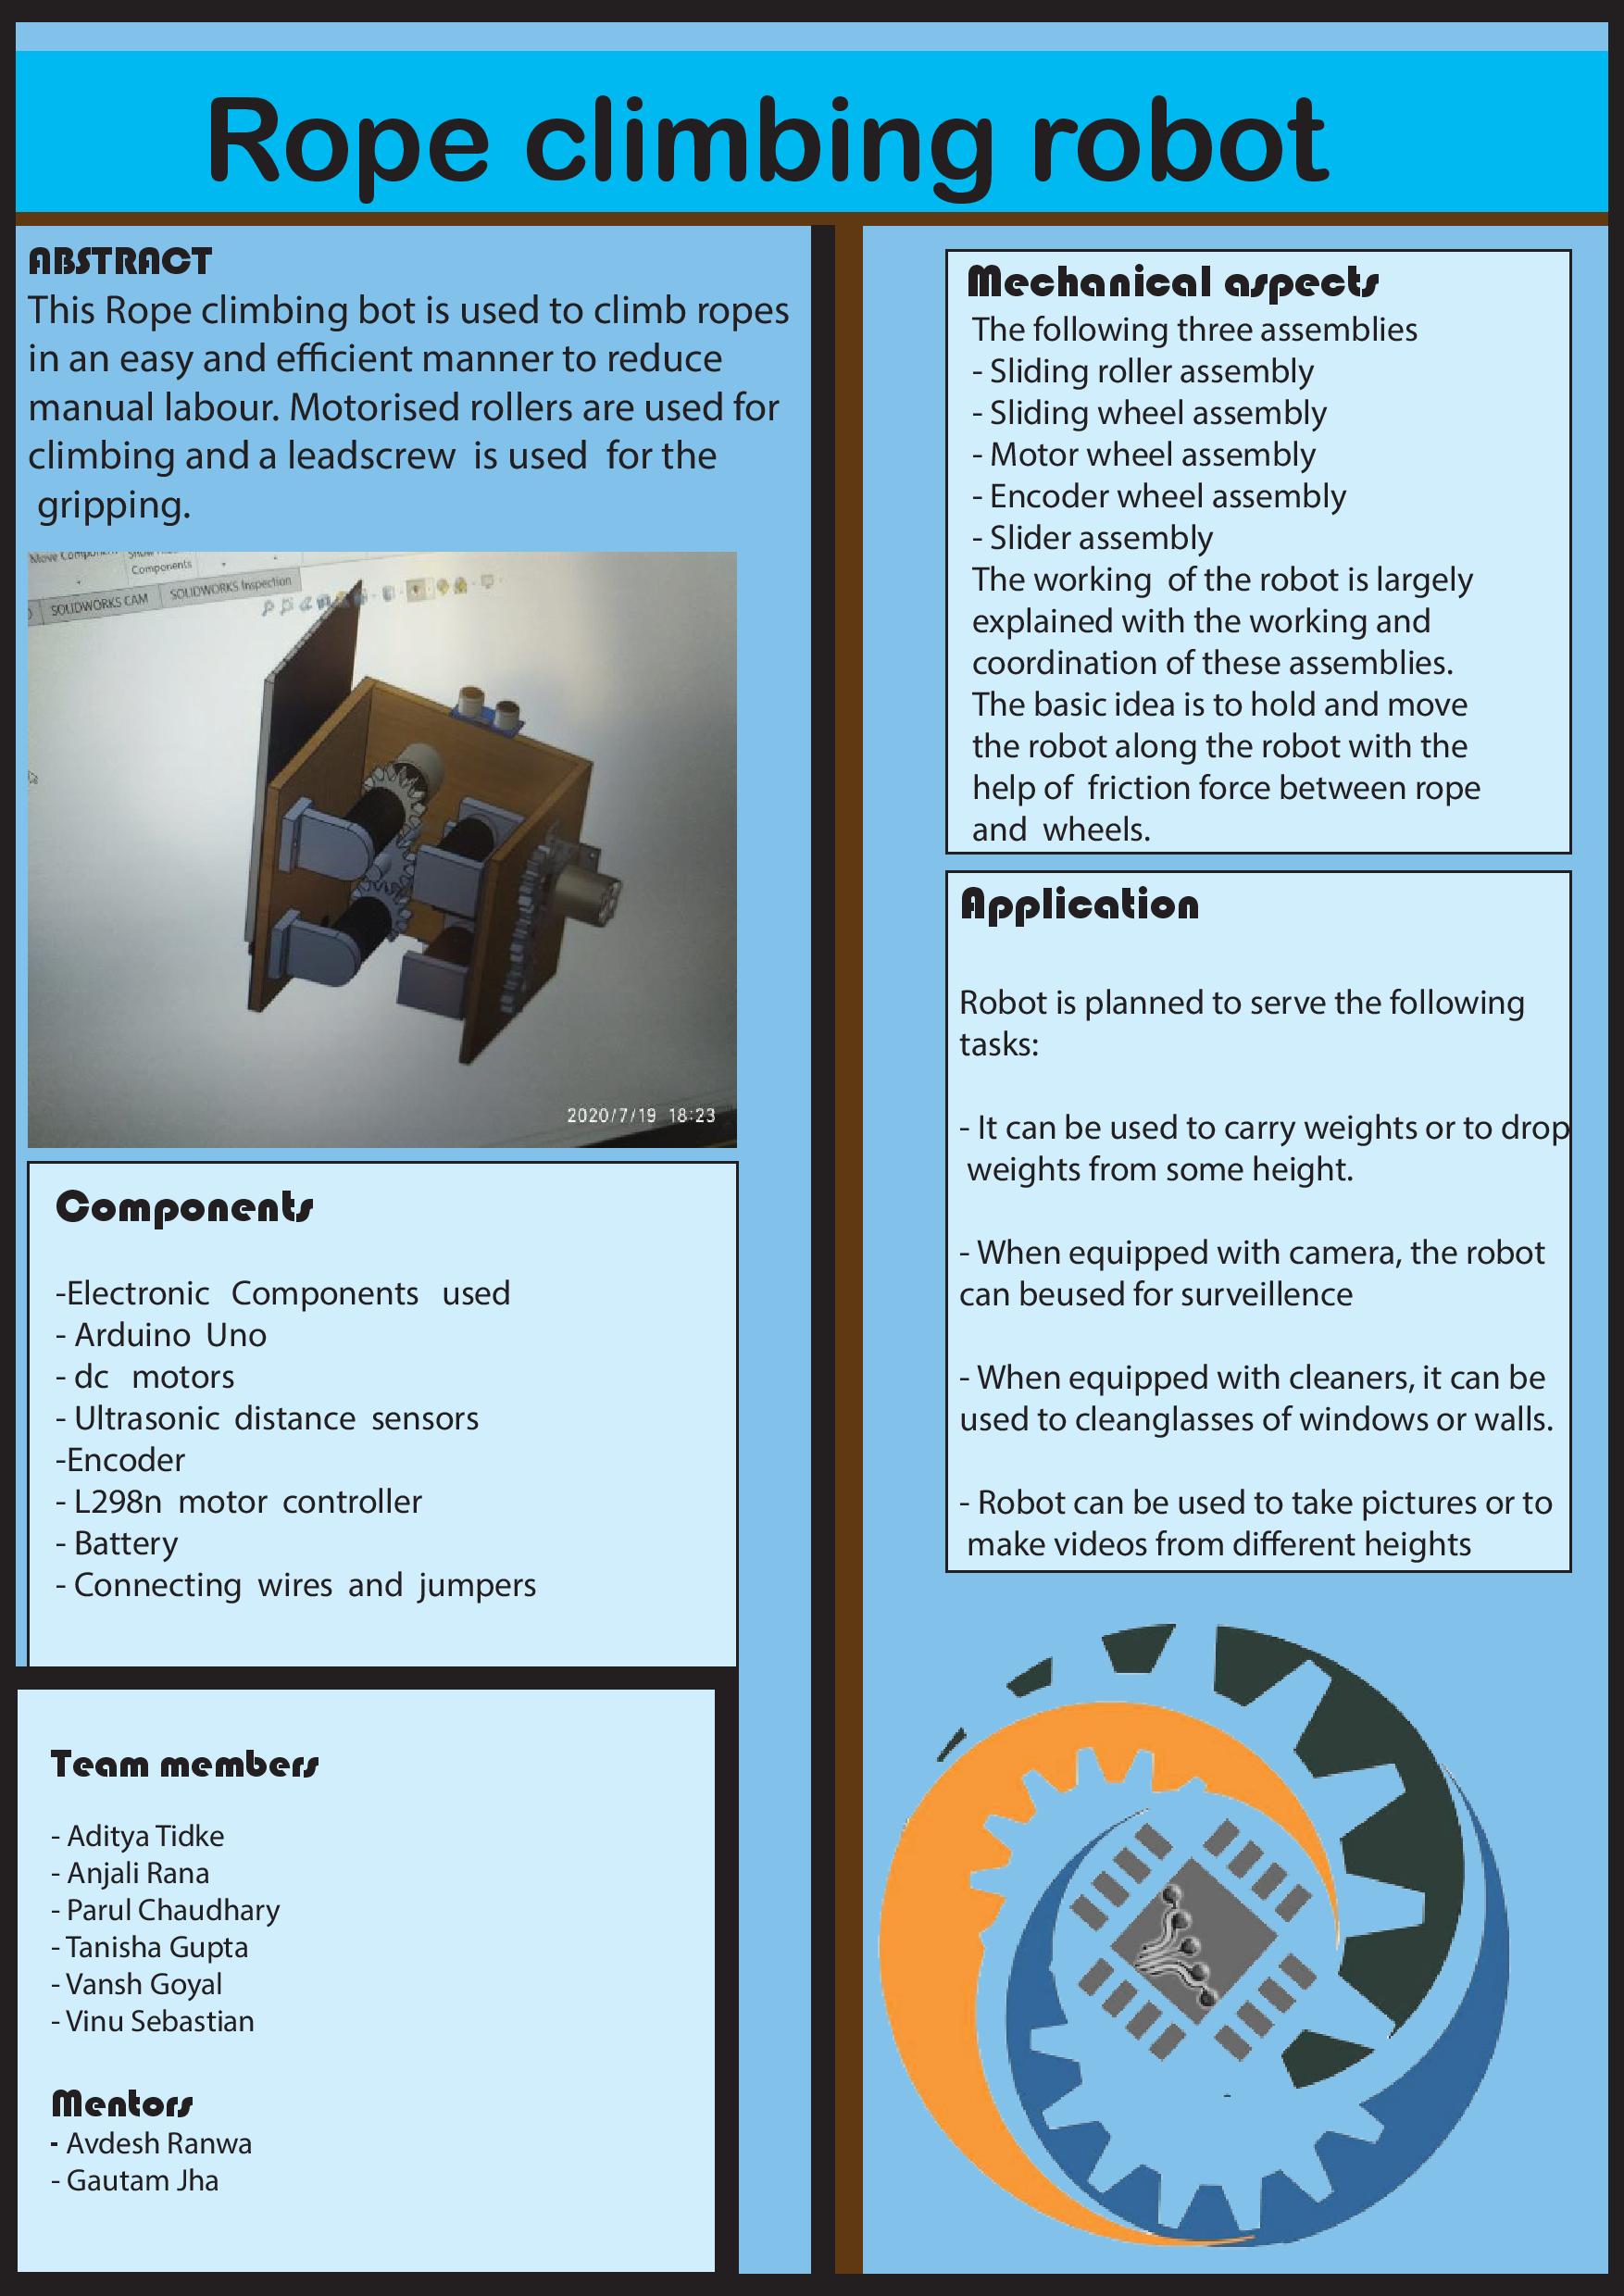 Rope climbing robot
ABSTRACT
This Rope climbing bot is used to climb ropes
in an easy and efficient manner to reduce
manual labour. Motorised rollers are used for
climbing and a leadscrew is used for the
gripping.
Move Component
Components
SOLIDWORKS CAM
SOLIDWORKS Inspection
2020/7/19 18:23
Components
-Electronic Components used
- Arduino Uno
- dc motors
- Ultrasonic distance sensors
-Encoder
- L298n motor controller
- Battery
- Connecting wires and jumpers
Team members
- Aditya Tidke
- Anjali Rana
- Parul Chaudhary
- Tanisha Gupta
- Vansh Goyal
- Vinu Sebastian
Mentors
- Avdesh Ranwa
- Gautam Jha
Mechanical aspects
The following three assemblies
- Sliding roller assembly
- Sliding wheel assembly
- Motor wheel assembly
- Encoder wheel assembly
- Slider assembly
The working of the robot is largely
explained with the working and
coordination of these assemblies.
The basic idea is to hold and move
the robot along the robot with the
help of friction force between rope
and wheels.
Application
Robot is planned to serve the following
tasks:
- It can be used to carry weights or to drop
weights from some height.
- When equipped with camera, the robot
can beused for surveillence
- When equipped with cleaners, it can be
used to cleanglasses of windows or walls.
- Robot can be used to take pictures or to
make videos from different heights